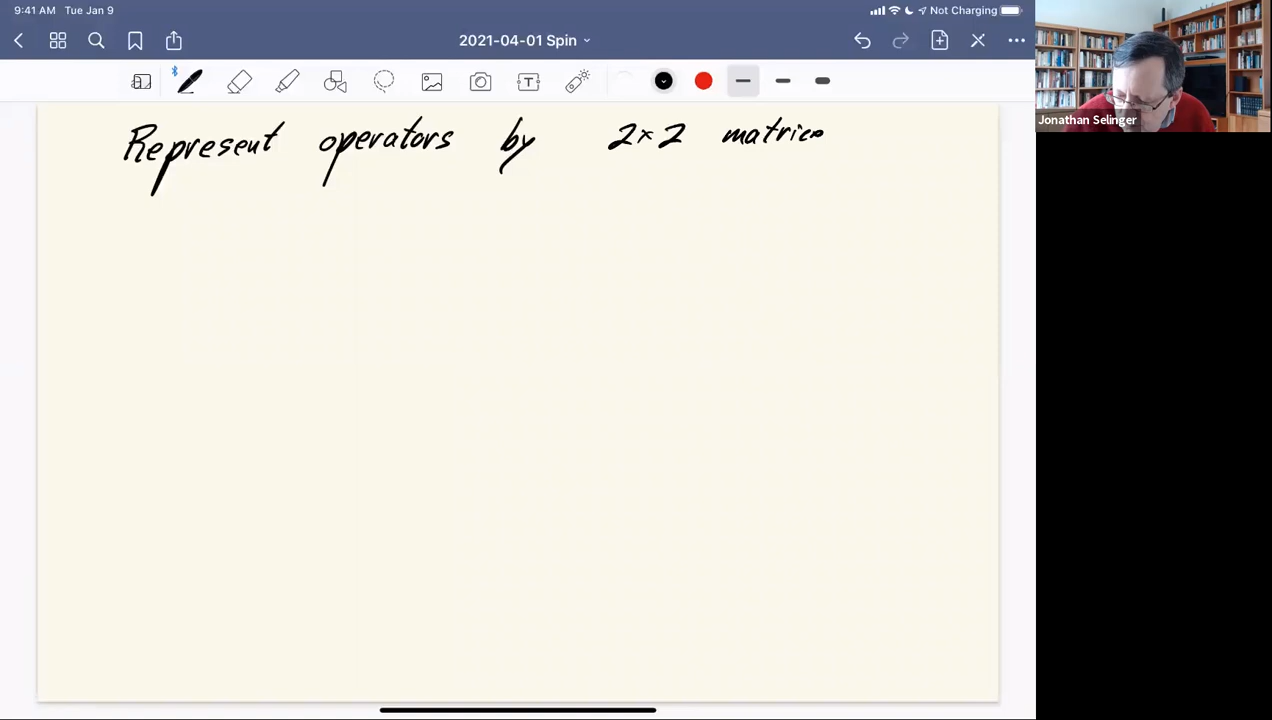 9:41 AM Tue Jan 9
Not Charging
2021-04-01 Spin
T
Jonathan Selinger
Represent operators by 2×2 matrice